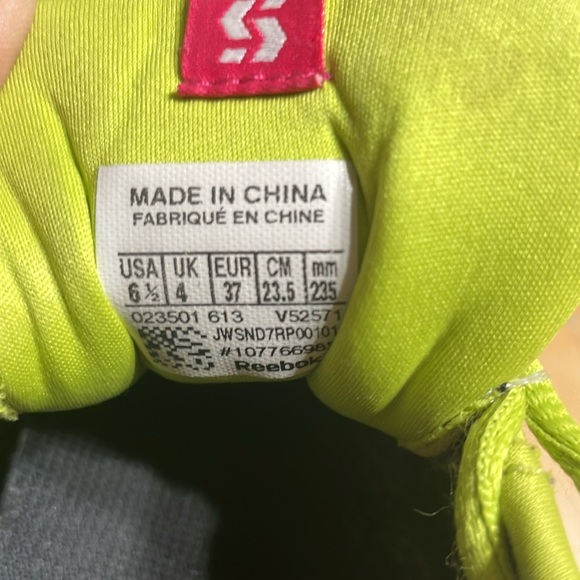 MADE IN CHINA
FABRIQUÉ EN CHINE
USA UK EUR CM mm
6 ½ 4 37 23.5 235
023501 613 V52571
JWSND7RP00101
Reebok